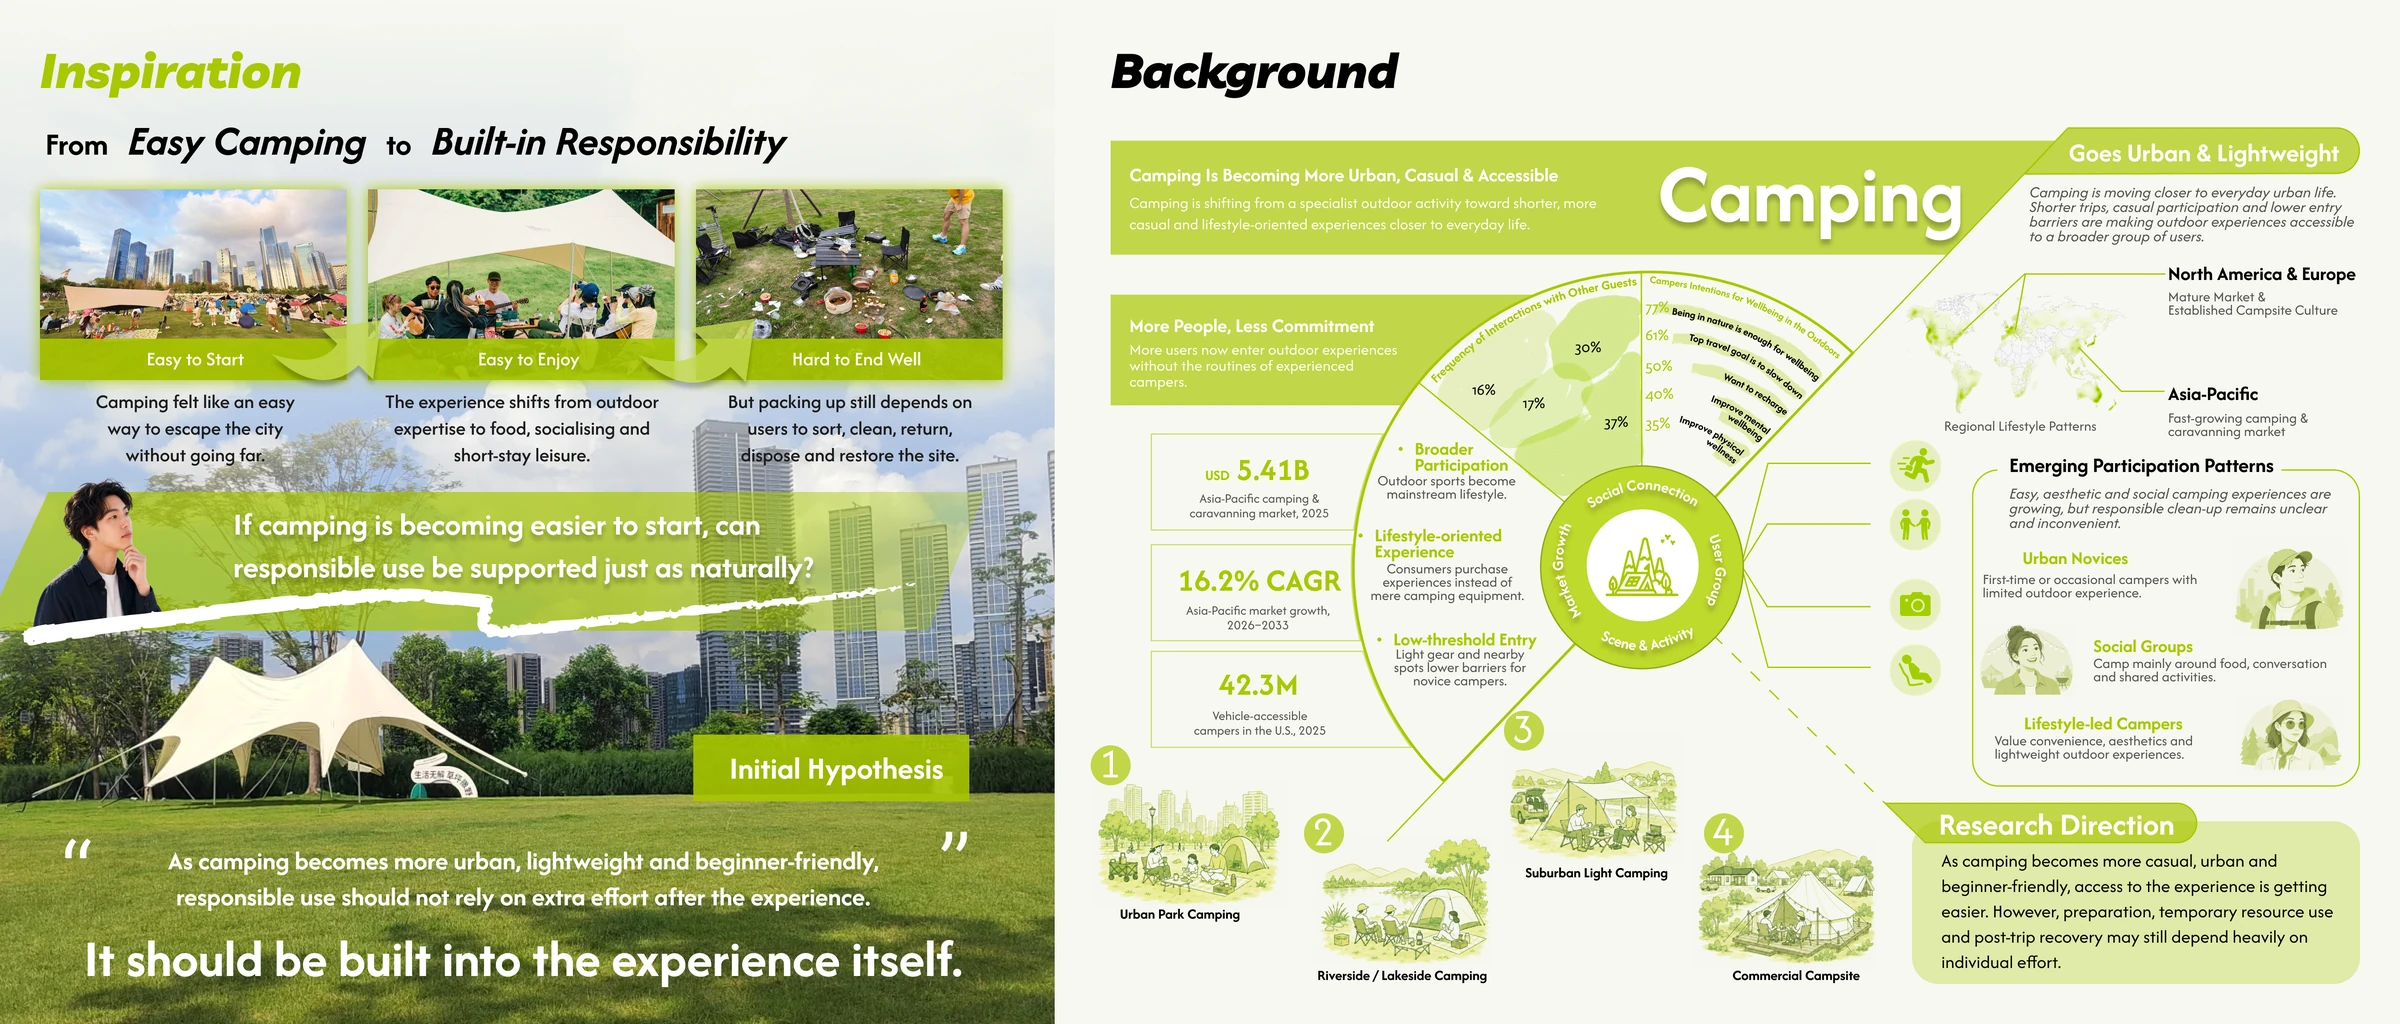 Inspiration
From Easy Camping to Built-in Responsibility
Easy to Start
Easy to Enjoy
Hard to End Well
Camping felt like an easy
way to escape the city
without going far.
The experience shifts from outdoor
expertise to food, socialising and
short-stay leisure.
But packing up still depends on
users to sort, clean, return,
dispose and restore the site.
If camping is becoming easier to start, can
responsible use be supported just as naturally?
生活无解 草坪撒野
Initial Hypothesis
“
”
As camping becomes more urban, lightweight and beginner-friendly,
responsible use should not rely on extra effort after the experience.
It should be built into the experience itself.
Background
Camping Is Becoming More Urban, Casual & Accessible
Camping is shifting from a specialist outdoor activity toward shorter, more
casual and lifestyle-oriented experiences closer to everyday life.
Camping
Goes Urban & Lightweight
Camping is moving closer to everyday urban life.
Shorter trips, casual participation and lower entry
barriers are making outdoor experiences accessible
to a broader group of users.
More People, Less Commitment
More users now enter outdoor experiences
without the routines of experienced
campers.
USD 5.41B
Asia-Pacific camping &
caravanning market, 2025
16.2% CAGR
Asia-Pacific market growth,
2026–2033
42.3M
Vehicle-accessible
campers in the U.S., 2025
Frequency of Interactions with Other Guests
16%
17%
30%
37%
Campers Intentions for Wellbeing in the Outdoors
77% Being in nature is enough for wellbeing
61% Top travel goal is to slow down
50% Want to recharge
40% Improve mental
wellbeing
35% Improve physical
wellness
• Broader
Participation
Outdoor sports become
mainstream lifestyle.
• Lifestyle-oriented
Experience
Consumers purchase
experiences instead of
mere camping equipment.
• Low-threshold Entry
Light gear and nearby
spots lower barriers for
novice campers.
Social Connection
User Group
Scene & Activity
Market Growth
North America & Europe
Mature Market &
Established Campsite Culture
Asia-Pacific
Fast-growing camping &
caravanning market
Regional Lifestyle Patterns
Emerging Participation Patterns
Easy, aesthetic and social camping experiences are
growing, but responsible clean-up remains unclear
and inconvenient.
Urban Novices
First-time or occasional campers with
limited outdoor experience.
Social Groups
Camp mainly around food, conversation
and shared activities.
Lifestyle-led Campers
Value convenience, aesthetics and
lightweight outdoor experiences.
1
Urban Park Camping
2
Riverside / Lakeside Camping
3
Suburban Light Camping
4
Commercial Campsite
Research Direction
As camping becomes more casual, urban and
beginner-friendly, access to the experience is getting
easier. However, preparation, temporary resource use
and post-trip recovery may still depend heavily on
individual effort.